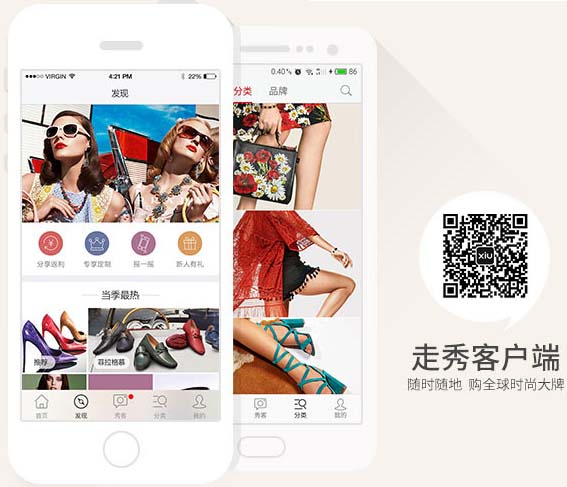 VIRGIN
4:21 PM
22%
发现
分享返利
专享定制
摇一摇
新人有礼
当季最热
推荐
菲拉格慕
首页
发现
秀客
分类
我的
0.40
86
分类
品牌
秀客
分类
我的
xiu
走秀客户端
随时随地 购全球时尚大牌